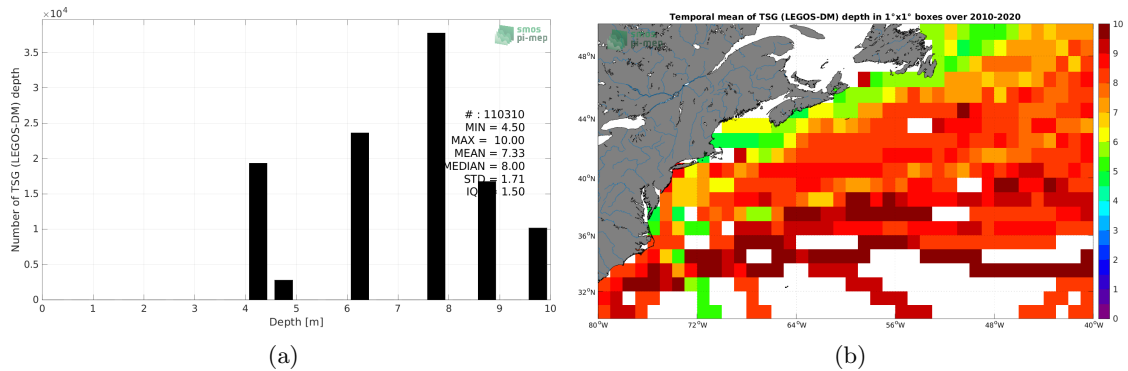 ×10⁴
3.5
3
2.5
2
1.5
1
0.5
0
0 1 2 3 4 5 6 7 8 9 10
Number of TSG (LEGOS-DM) depth
Depth [m]
smos
pi-mep
# : 110310
MIN = 4.50
MAX = 10.00
MEAN = 7.33
MEDIAN = 8.00
STD = 1.71
IQR = 1.50
(a)
Temporal mean of TSG (LEGOS-DM) depth in 1°x1° boxes over 2010-2020
smos
pi-mep
48°N
44°N
40°N
36°N
32°N
80°W 72°W 64°W 56°W 48°W 40°W
10
9
8
7
6
5
4
3
2
1
0
(b)